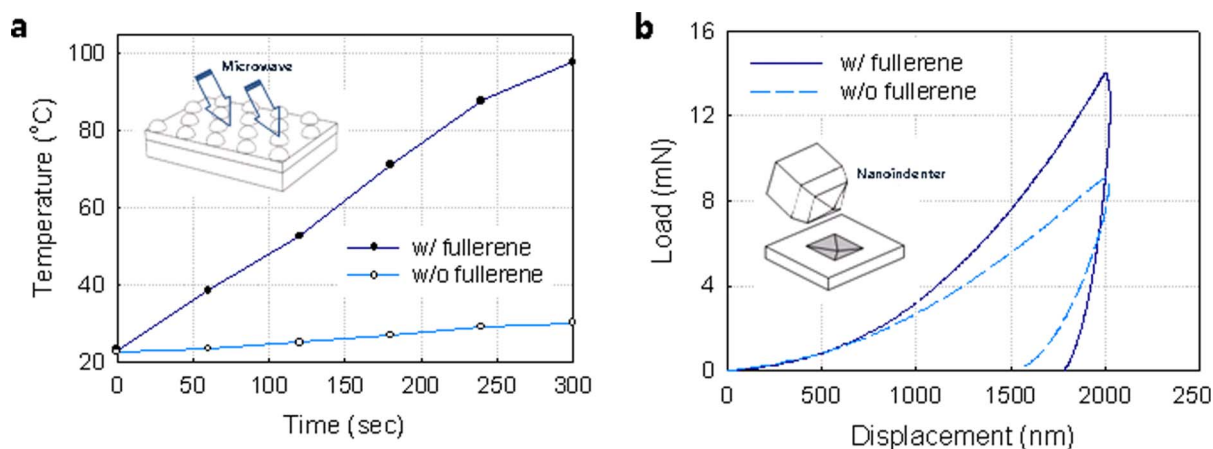 a
100
80
60
40
20
0
50
100
150
200
250
300
Temperature (°C)
Time (sec)
Microwave
w/ fullerene
w/o fullerene
b
16
12
8
4
0
0
500
1000
1500
2000
250
Load (mN)
Displacement (nm)
w/ fullerene
w/o fullerene
Nanoindenter